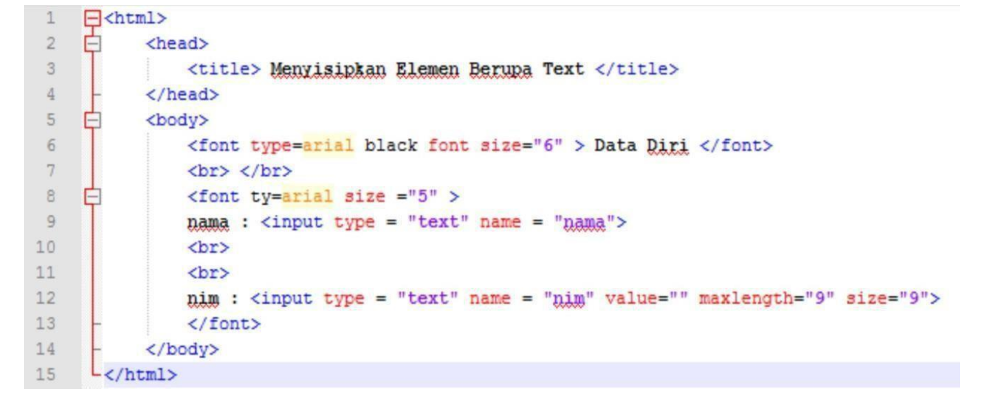 1 <html>
2 <head>
3 <title> Menyisipkan Elemen Berupa Text </title>
4 </head>
5 <body>
6 <font type=arial black font size="6" > Data Diri </font>
7 <br> </br>
8 <font ty=arial size ="5" >
9 nama : <input type = "text" name = "nama">
10 <br>
11 <br>
12 nim : <input type = "text" name = "nim" value="" maxlength="9" size="9">
13 </font>
14 </body>
15 </html>